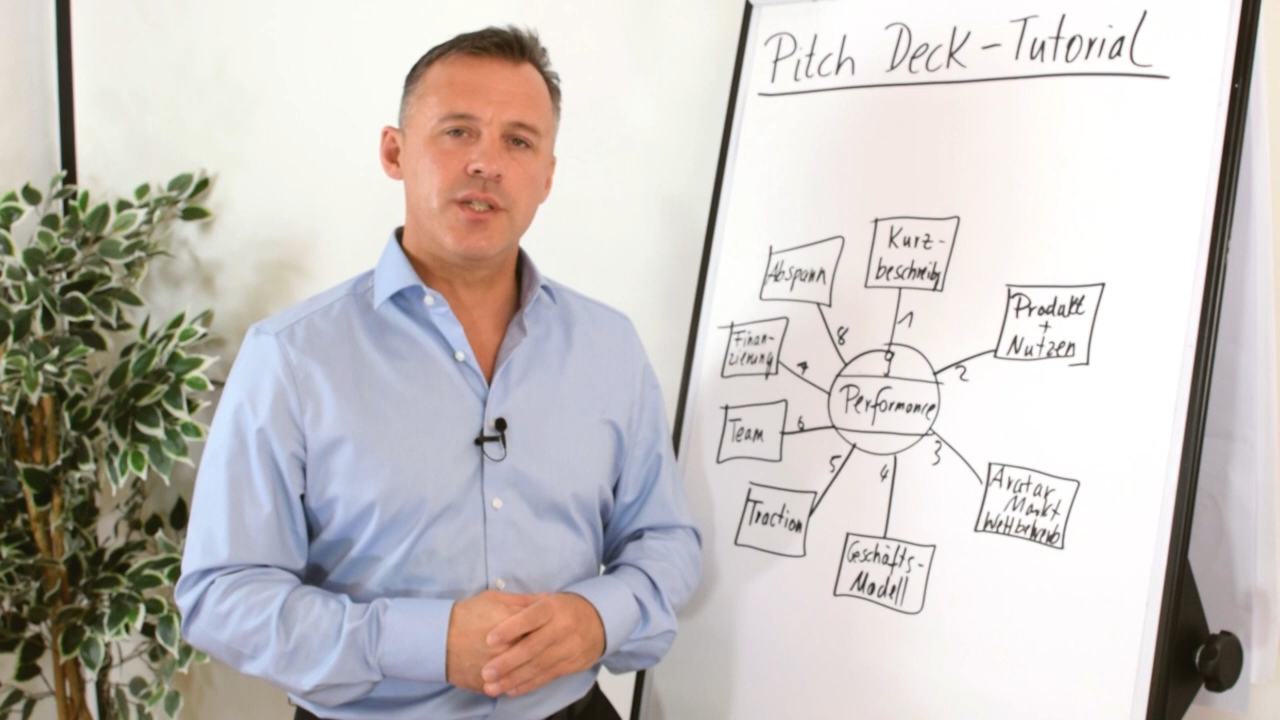 Pitch Deck - Tutorial
Kurz-
beschreibg
1
Produkt
+
Nutzen
2
Avatar
Markt
Wettbewerb
3
Geschäfts-
Modell
4
Traction
5
Team
6
Finan-
zierung
7
Abspann
8
9
Performance